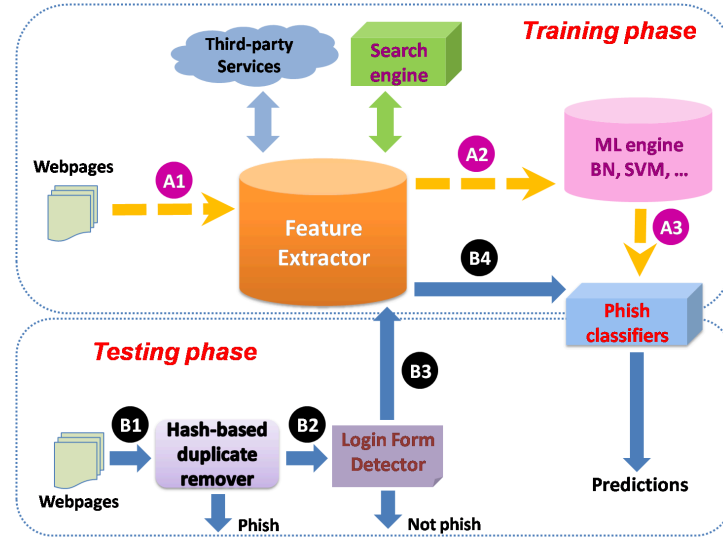 Training phase
Third-party
Services
Search
engine
ML engine
BN, SVM, ...
Webpages
A1
A2
Feature
Extractor
A3
B4
Phish
classifiers
Testing phase
B3
B1
Hash-based
duplicate
remover
B2
Login Form
Detector
Webpages
Predictions
Phish
Not phish